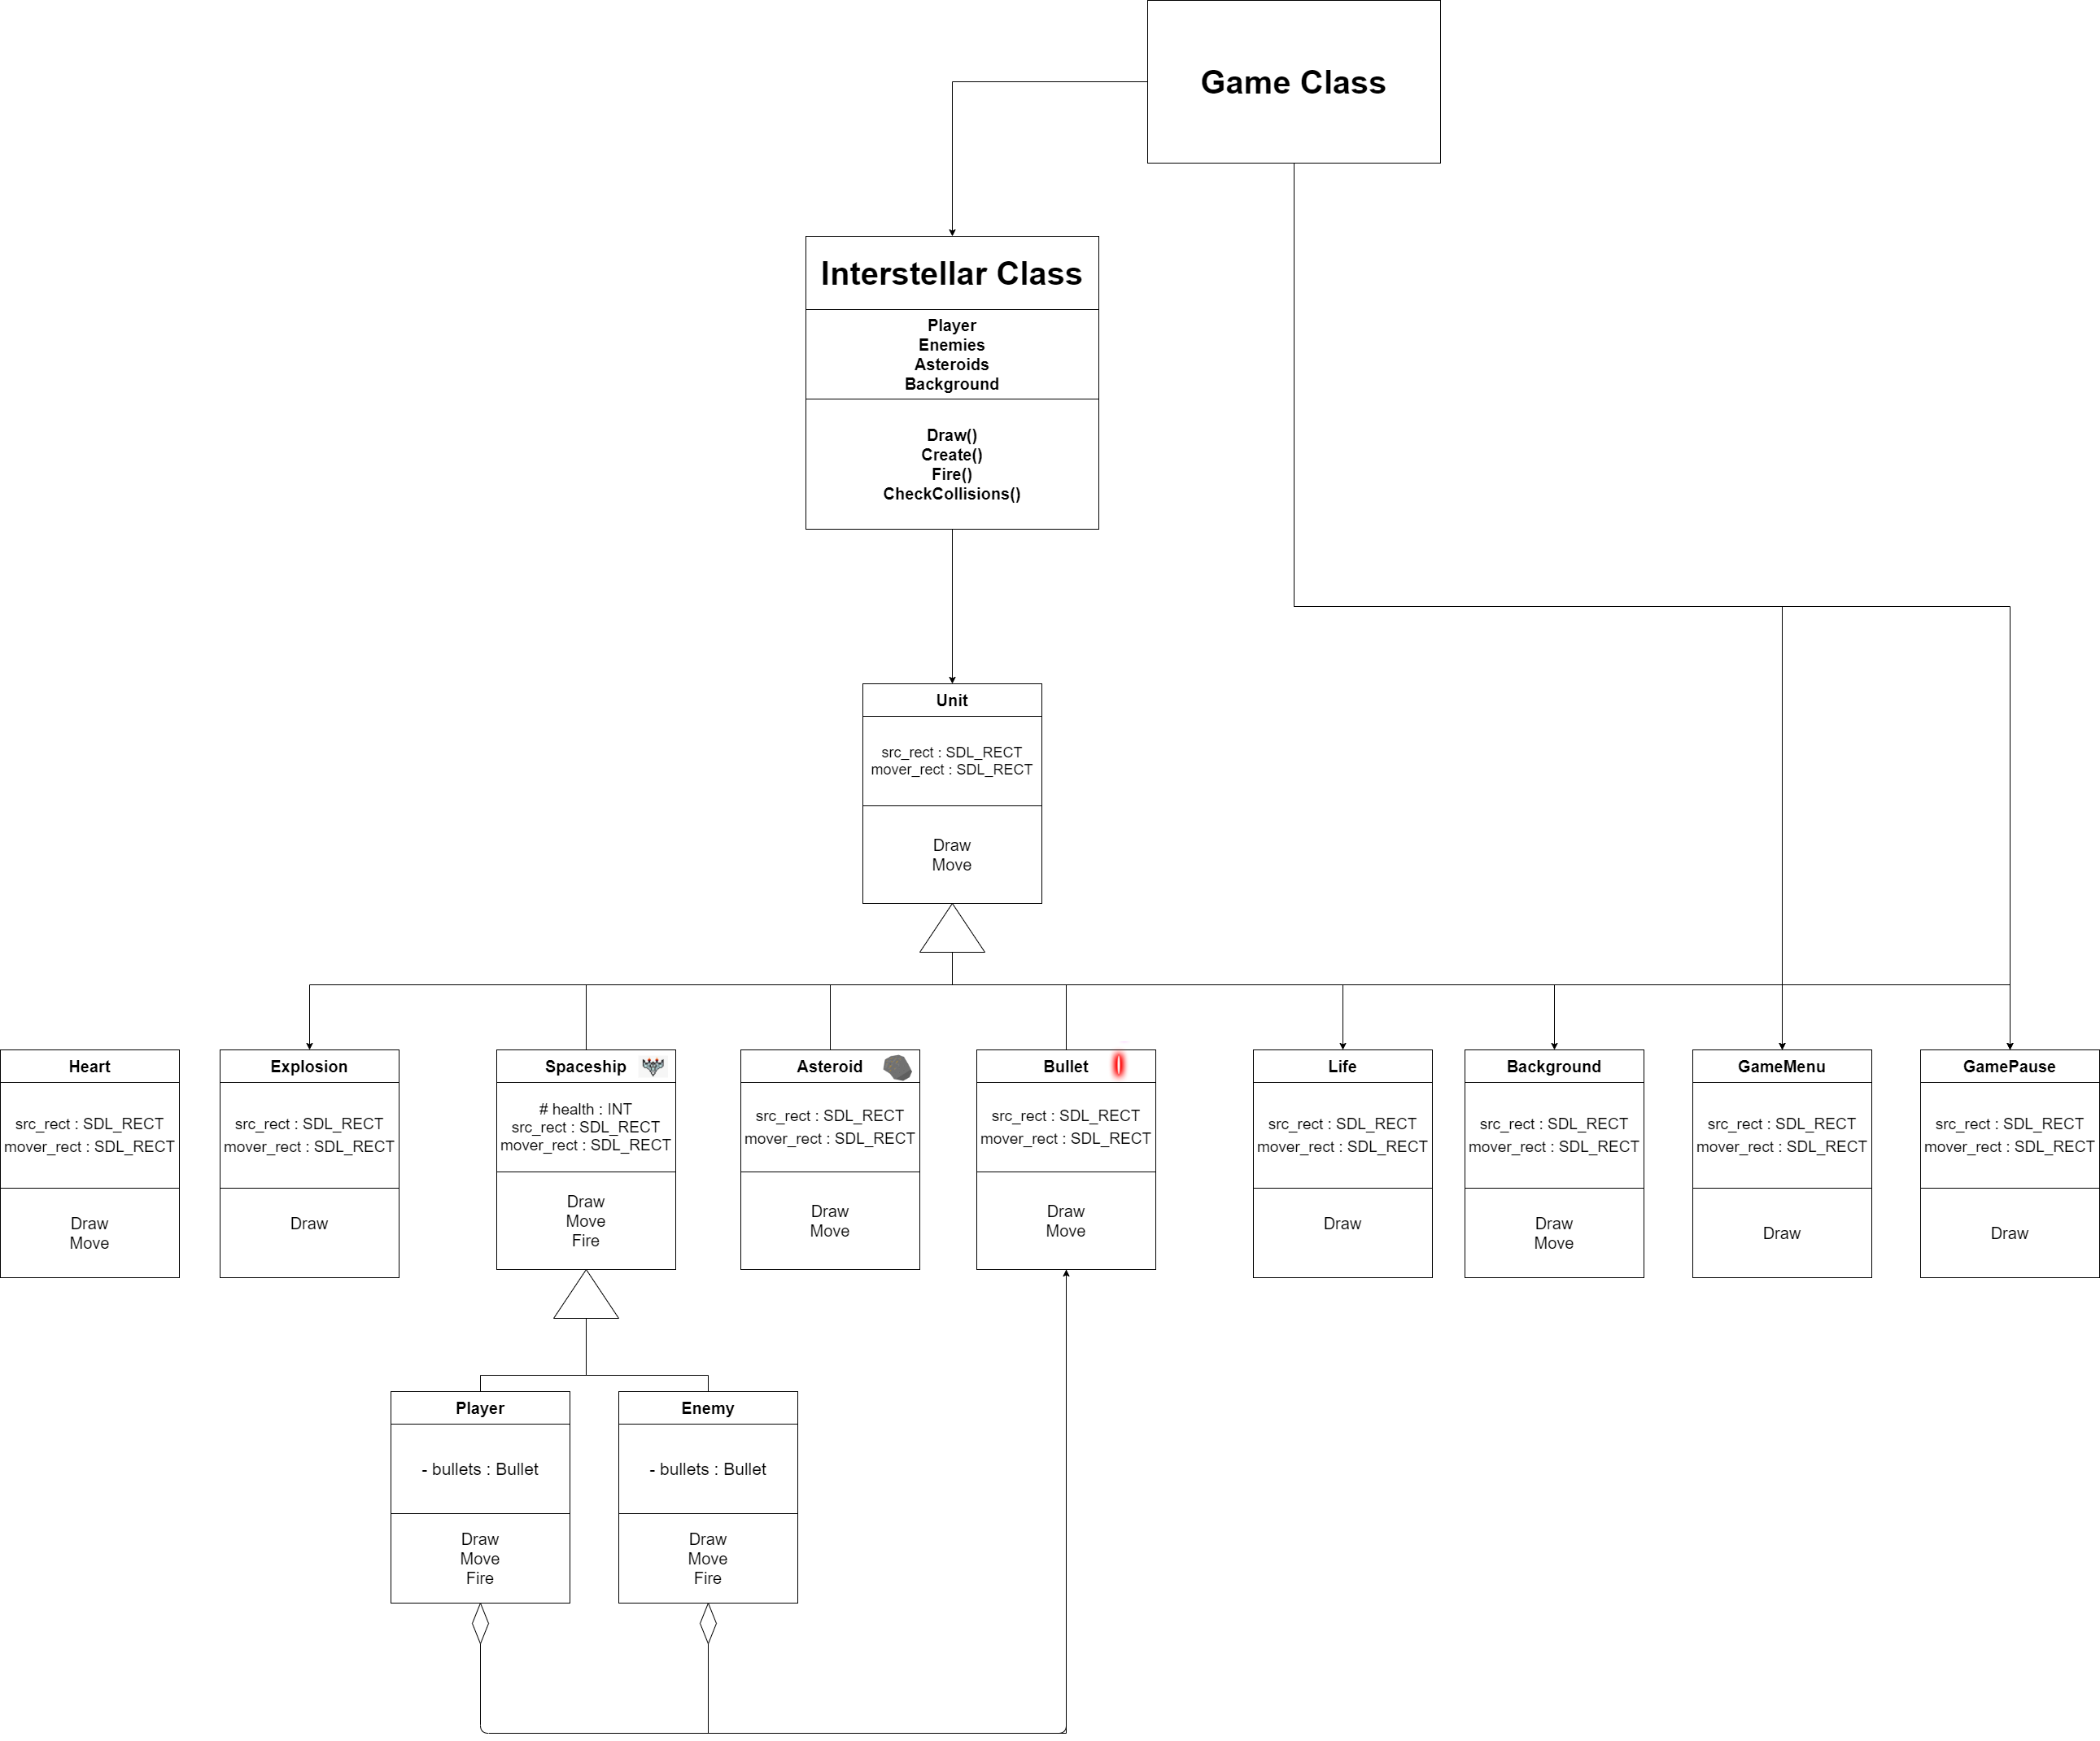 Game Class
Interstellar Class
Player
Enemies
Asteroids
Background
Draw()
Create()
Fire()
CheckCollisions()
Unit
src_rect : SDL_RECT
mover_rect : SDL_RECT
Draw
Move
Heart
src_rect : SDL_RECT
mover_rect : SDL_RECT
Draw
Move
Explosion
src_rect : SDL_RECT
mover_rect : SDL_RECT
Draw
Spaceship
# health : INT
src_rect : SDL_RECT
mover_rect : SDL_RECT
Draw
Move
Fire
Asteroid
src_rect : SDL_RECT
mover_rect : SDL_RECT
Draw
Move
Bullet
src_rect : SDL_RECT
mover_rect : SDL_RECT
Draw
Move
Life
src_rect : SDL_RECT
mover_rect : SDL_RECT
Draw
Background
src_rect : SDL_RECT
mover_rect : SDL_RECT
Draw
Move
GameMenu
src_rect : SDL_RECT
mover_rect : SDL_RECT
Draw
GamePause
src_rect : SDL_RECT
mover_rect : SDL_RECT
Draw
Player
- bullets : Bullet
Draw
Move
Fire
Enemy
- bullets : Bullet
Draw
Move
Fire